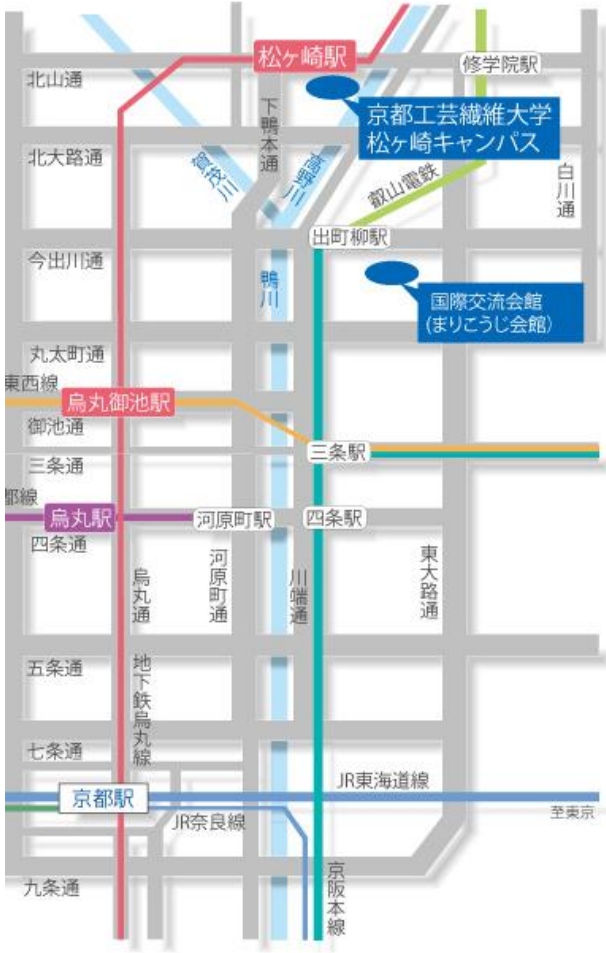 松ヶ崎駅
修学院駅
北山通
京都工芸繊維大学
松ヶ崎キャンパス
下鴨本通
高野川
賀茂川
北大路通
叡山電鉄
白川通
出町柳駅
今出川通
鴨川
国際交流会館
(まりこうじ会館)
丸太町通
東西線
烏丸御池駅
御池通
三条駅
三条通
都線
烏丸駅
河原町駅
四条駅
四条通
烏丸通
河原町通
川端通
東大路通
五条通
地下鉄烏丸線
七条通
JR東海道線
京都駅
至東京
JR奈良線
京阪本線
九条通